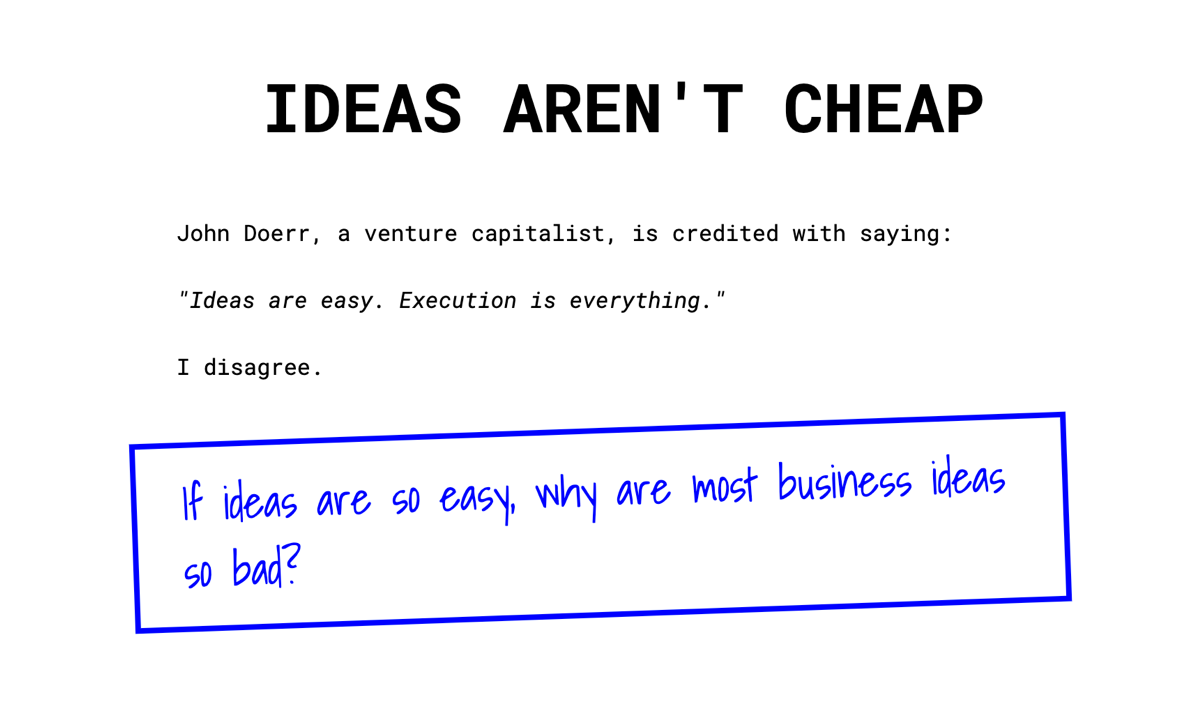 IDEAS AREN'T CHEAP
John Doerr, a venture capitalist, is credited with saying:
"Ideas are easy. Execution is everything."
I disagree.
If ideas are so easy, why are most business ideas
so bad?